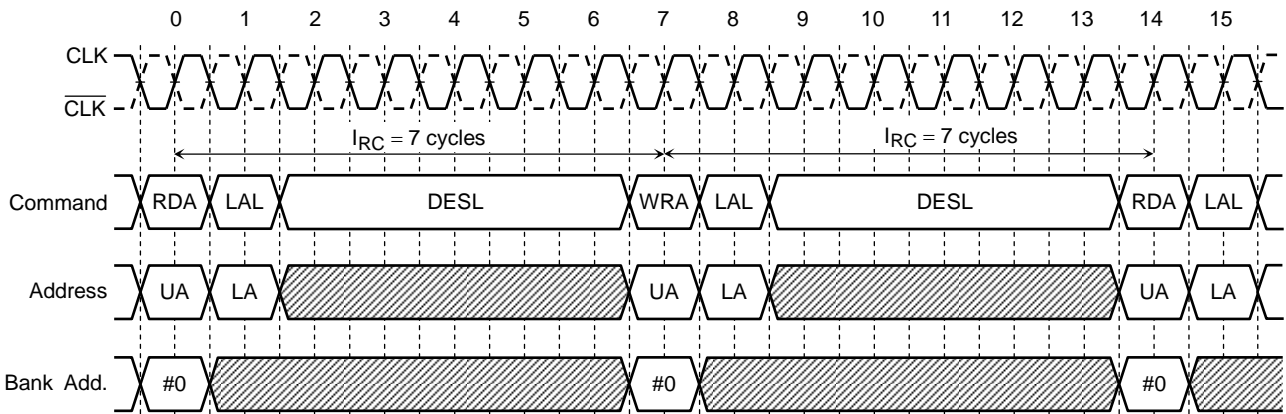 0 1 2 3 4 5 6 7 8 9 10 11 12 13 14 15
CLK
CLK
IRC = 7 cycles IRC = 7 cycles
Command RDA LAL DESL WRA LAL DESL RDA LAL
Address UA LA UA LA UA LA
Bank Add. #0 #0 #0